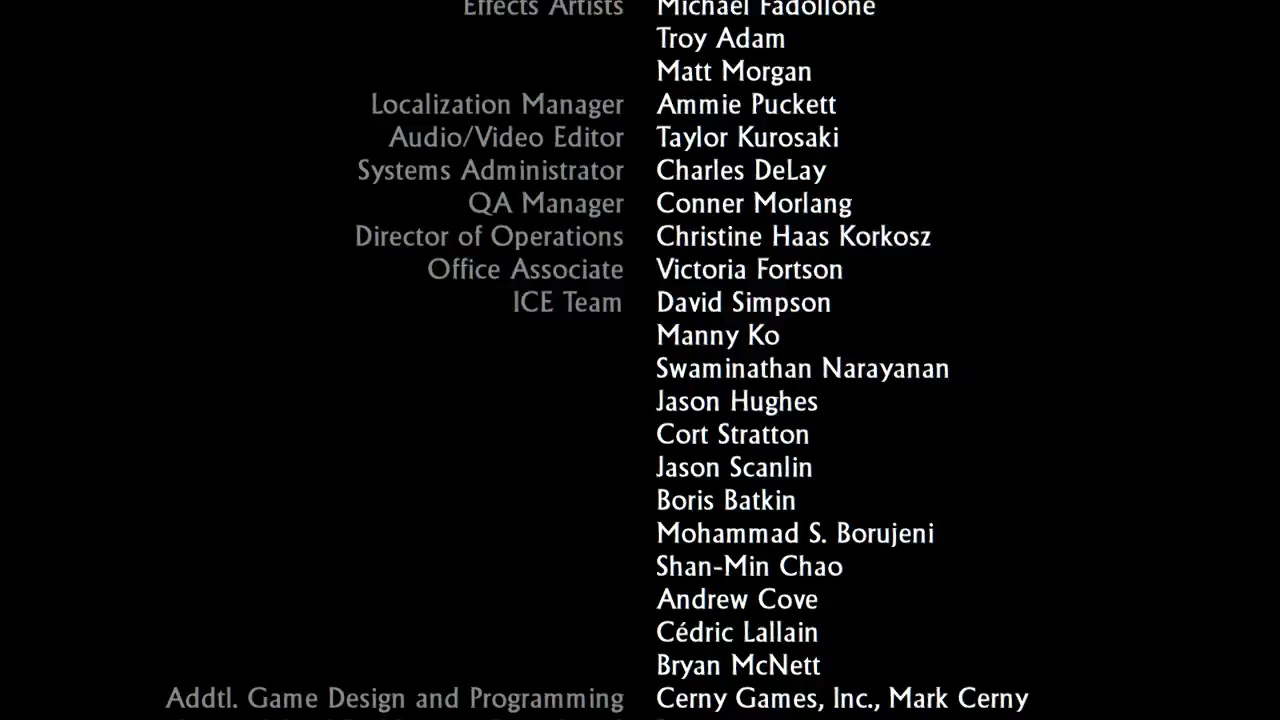 Effects Artists Michael Fadollone
Troy Adam
Matt Morgan
Localization Manager Ammie Puckett
Audio/Video Editor Taylor Kurosaki
Systems Administrator Charles DeLay
QA Manager Conner Morlang
Director of Operations Christine Haas Korkosz
Office Associate Victoria Fortson
ICE Team David Simpson
Manny Ko
Swaminathan Narayanan
Jason Hughes
Cort Stratton
Jason Scanlin
Boris Batkin
Mohammad S. Borujeni
Shan-Min Chao
Andrew Cove
Cédric Lallain
Bryan McNett
Addtl. Game Design and Programming Cerny Games, Inc., Mark Cerny